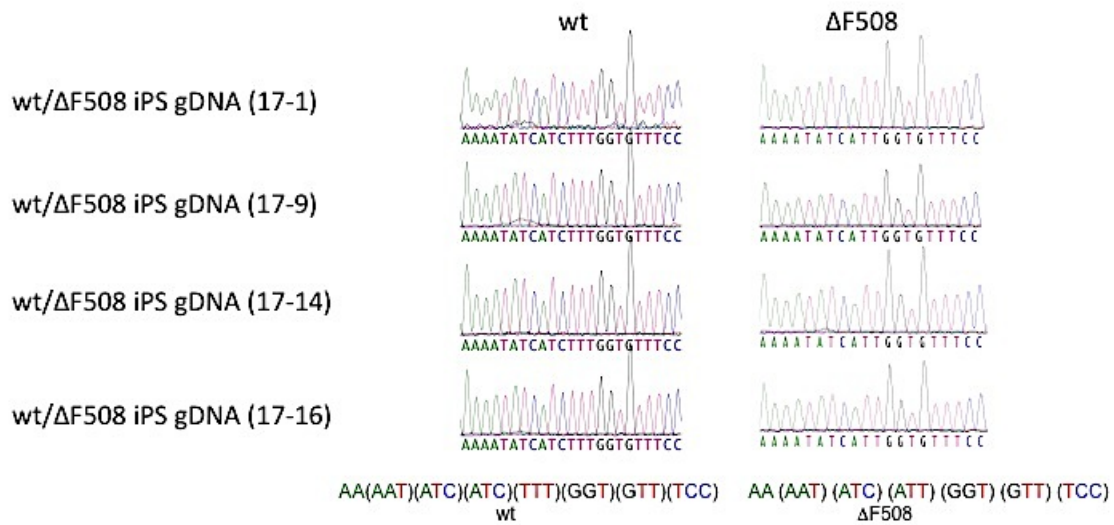 wt ΔF508
wt/ΔF508 iPS gDNA (17-1)
AAAATATCATCTTTGGTGTTTCC AAAATATCATTGGTGTTTCC
wt/ΔF508 iPS gDNA (17-9)
AAAATATCATCTTTGGTGTTTCC AAAATATCATTGGTGTTTCC
wt/ΔF508 iPS gDNA (17-14)
AAAATATCATCTTTGGTGTTTCC AAAATATCATTGGTGTTTCC
wt/ΔF508 iPS gDNA (17-16)
AAAATATCATCTTTGGTGTTTCC AAAATATCATTGGTGTTTCC
AA(AAT)(ATC)(ATC)(TTT)(GGT)(GTT)(TCC) AA (AAT) (ATC) (ATT) (GGT) (GTT) (TCC)
wt ΔF508